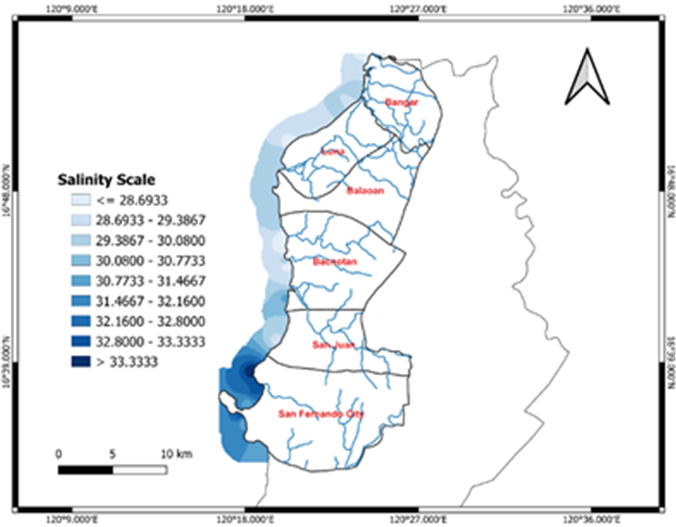 120°9.000'E 120°18.000'E 120°27.000'E 120°36.000'E
16°48.000'N
16°48.000'N
16°39.000'N
16°39.000'N
Bangar
Luna
Balaoan
Bacnotan
San Juan
San Fernando City
Salinity Scale
<= 28.6933
28.6933 - 29.3867
29.3867 - 30.0800
30.0800 - 30.7733
30.7733 - 31.4667
31.4667 - 32.1600
32.1600 - 32.8000
32.8000 - 33.3333
> 33.3333
0 5 10 km
120°9.000'E 120°18.000'E 120°27.000'E 120°36.000'E